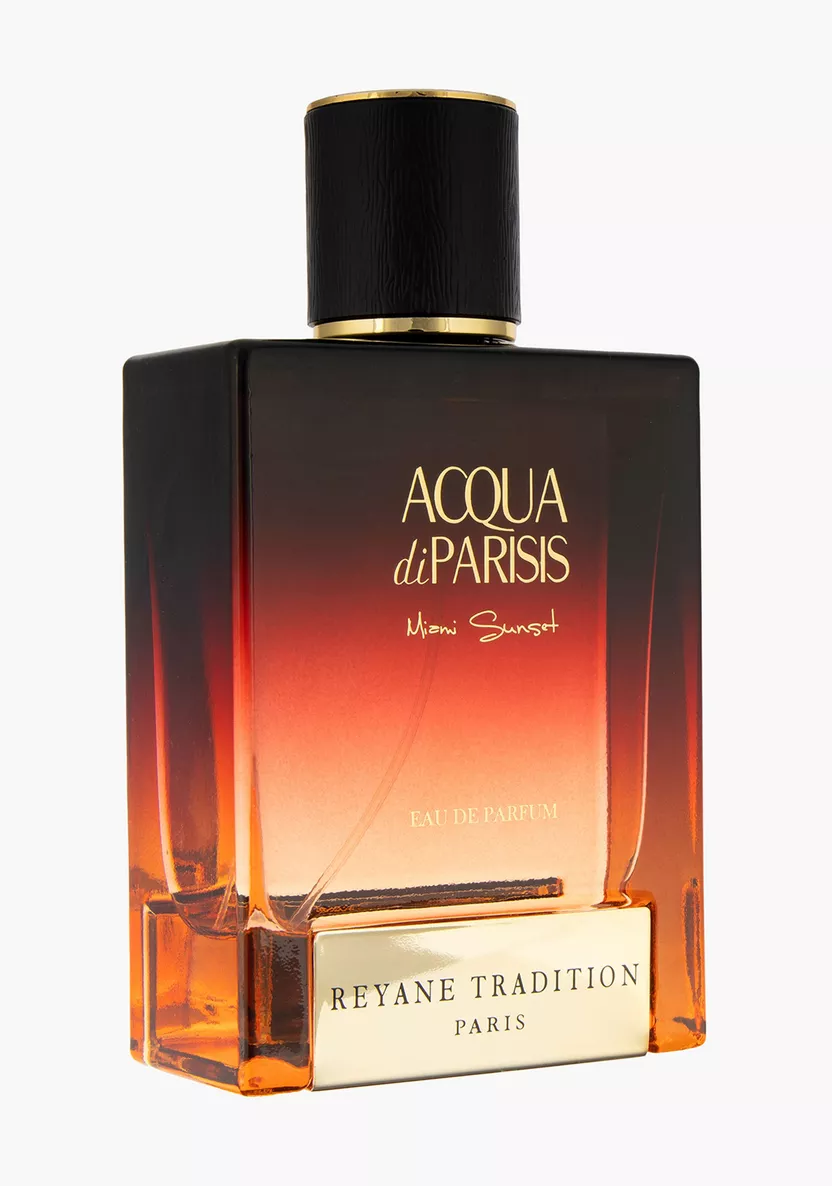 ACQUA
diPARISIS
Miami Sunset
EAU DE PARFUM
REYANE TRADITION
PARIS